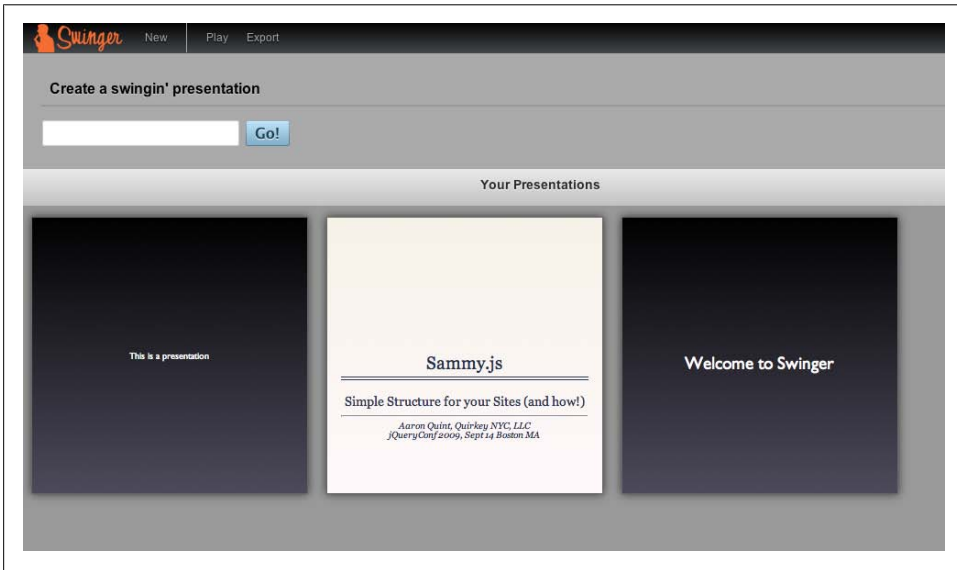 Swinger New Play Export
Create a swingin' presentation
Go!
Your Presentations
This is a presentation
Sammy.js
Simple Structure for your Sites (and how!)
Aaron Quint, Quirkey NYC, LLC
jQueryConf 2009, Sept 14 Boston MA
Welcome to Swinger